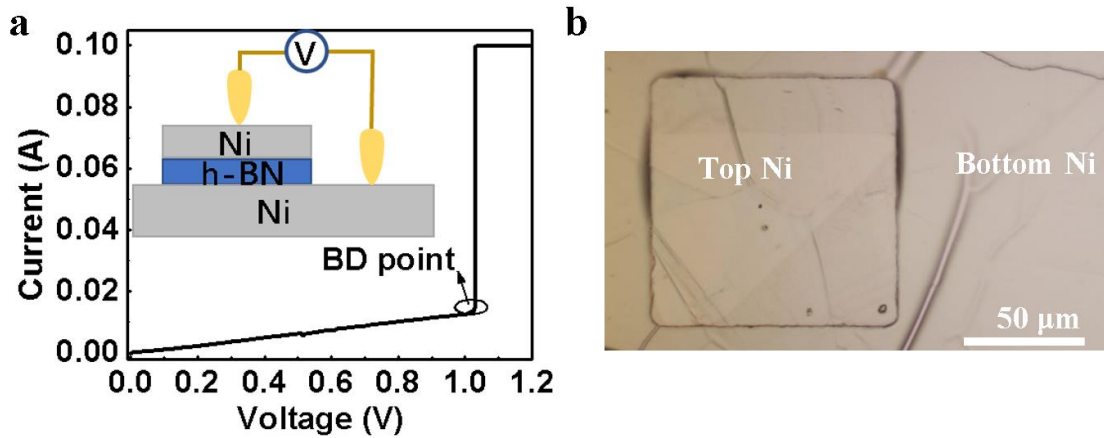 a
0.10
0.08
0.06
0.04
0.02
0.00
Current (A)
V
Ni
h-BN
Ni
BD point
0.0 0.2 0.4 0.6 0.8 1.0 1.2
Voltage (V)
b
Top Ni
Bottom Ni
50 μm